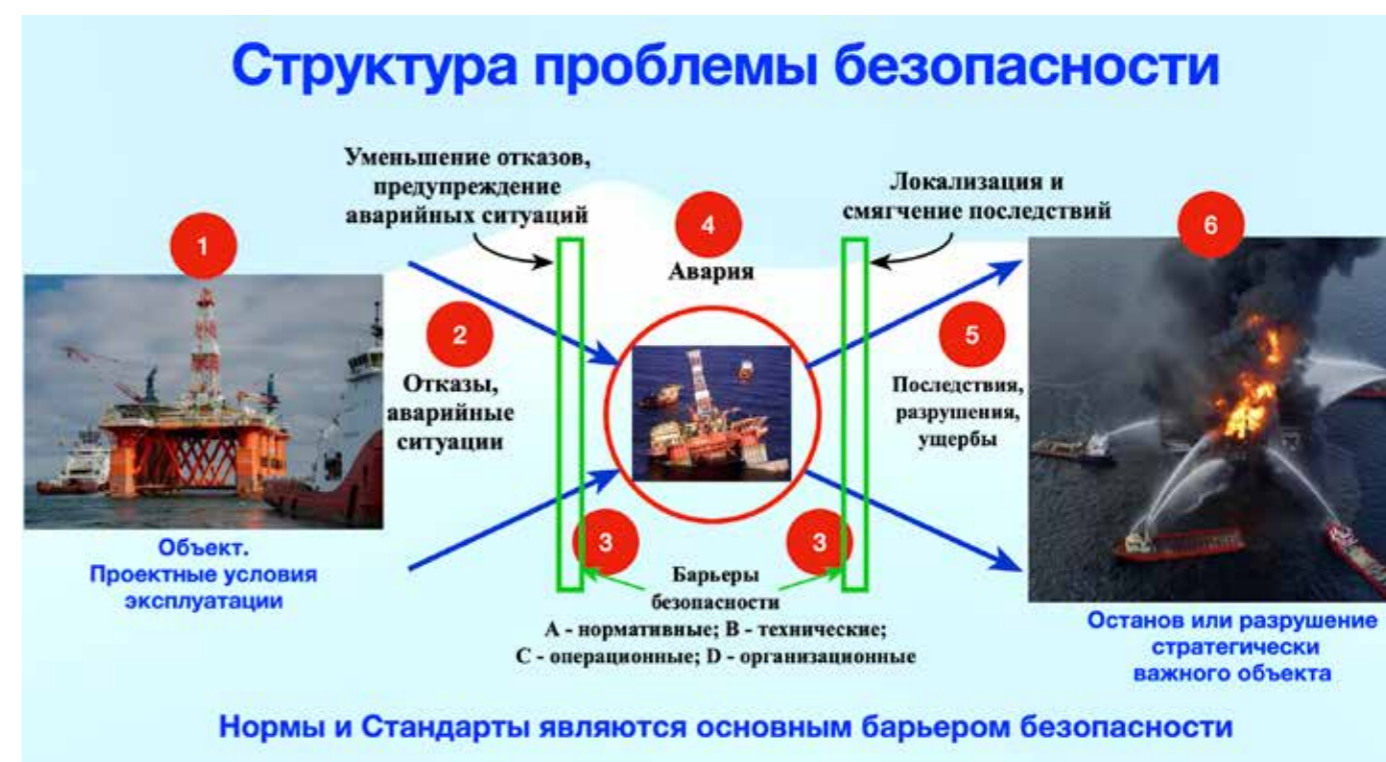 Структура проблемы безопасности
Уменьшение отказов,
предупреждение
аварийных ситуаций
Локализация и
смягчение последствий
1
4
6
Авария
2
5
Отказы,
аварийные
ситуации
Последствия,
разрушения,
ущербы
Объект.
Проектные условия
эксплуатации
3
3
Барьеры
безопасности
А - нормативные; В - технические;
С - операционные; D - организационные
Останов или разрушение
стратегически
важного объекта
Нормы и Стандарты являются основным барьером безопасности